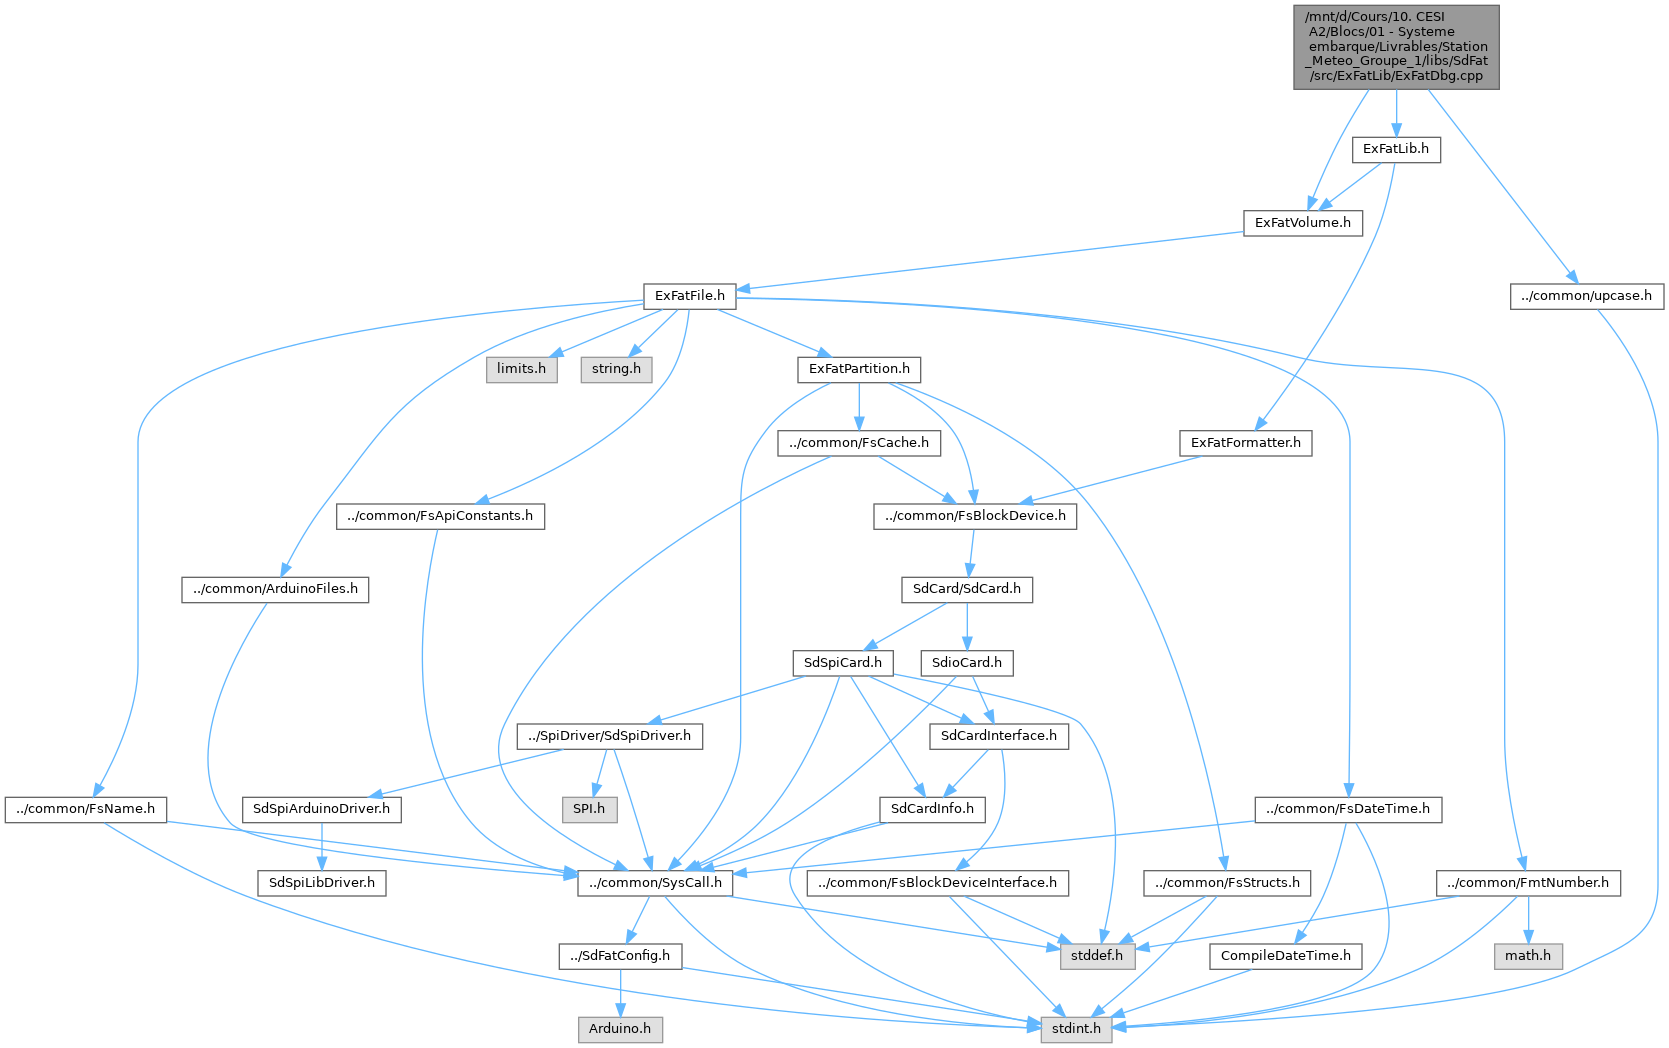 /mnt/d/Cours/10. CESI
A2/Blocs/01 - Systeme
embarque/Livrables/Station
_Meteo_Groupe_1/libs/SdFat
/src/ExFatLib/ExFatDbg.cpp
ExFatLib.h
ExFatVolume.h
ExFatFile.h
../common/upcase.h
limits.h
string.h
ExFatPartition.h
../common/FsCache.h
ExFatFormatter.h
../common/FsApiConstants.h
../common/FsBlockDevice.h
../common/ArduinoFiles.h
SdCard/SdCard.h
SdSpiCard.h
SdioCard.h
../SpiDriver/SdSpiDriver.h
SdCardInterface.h
../common/FsName.h
SdSpiArduinoDriver.h
SPI.h
SdCardInfo.h
../common/FsDateTime.h
SdSpiLibDriver.h
../common/SysCall.h
../common/FsBlockDeviceInterface.h
../common/FsStructs.h
../common/FmtNumber.h
../SdFatConfig.h
stddef.h
CompileDateTime.h
math.h
Arduino.h
stdint.h